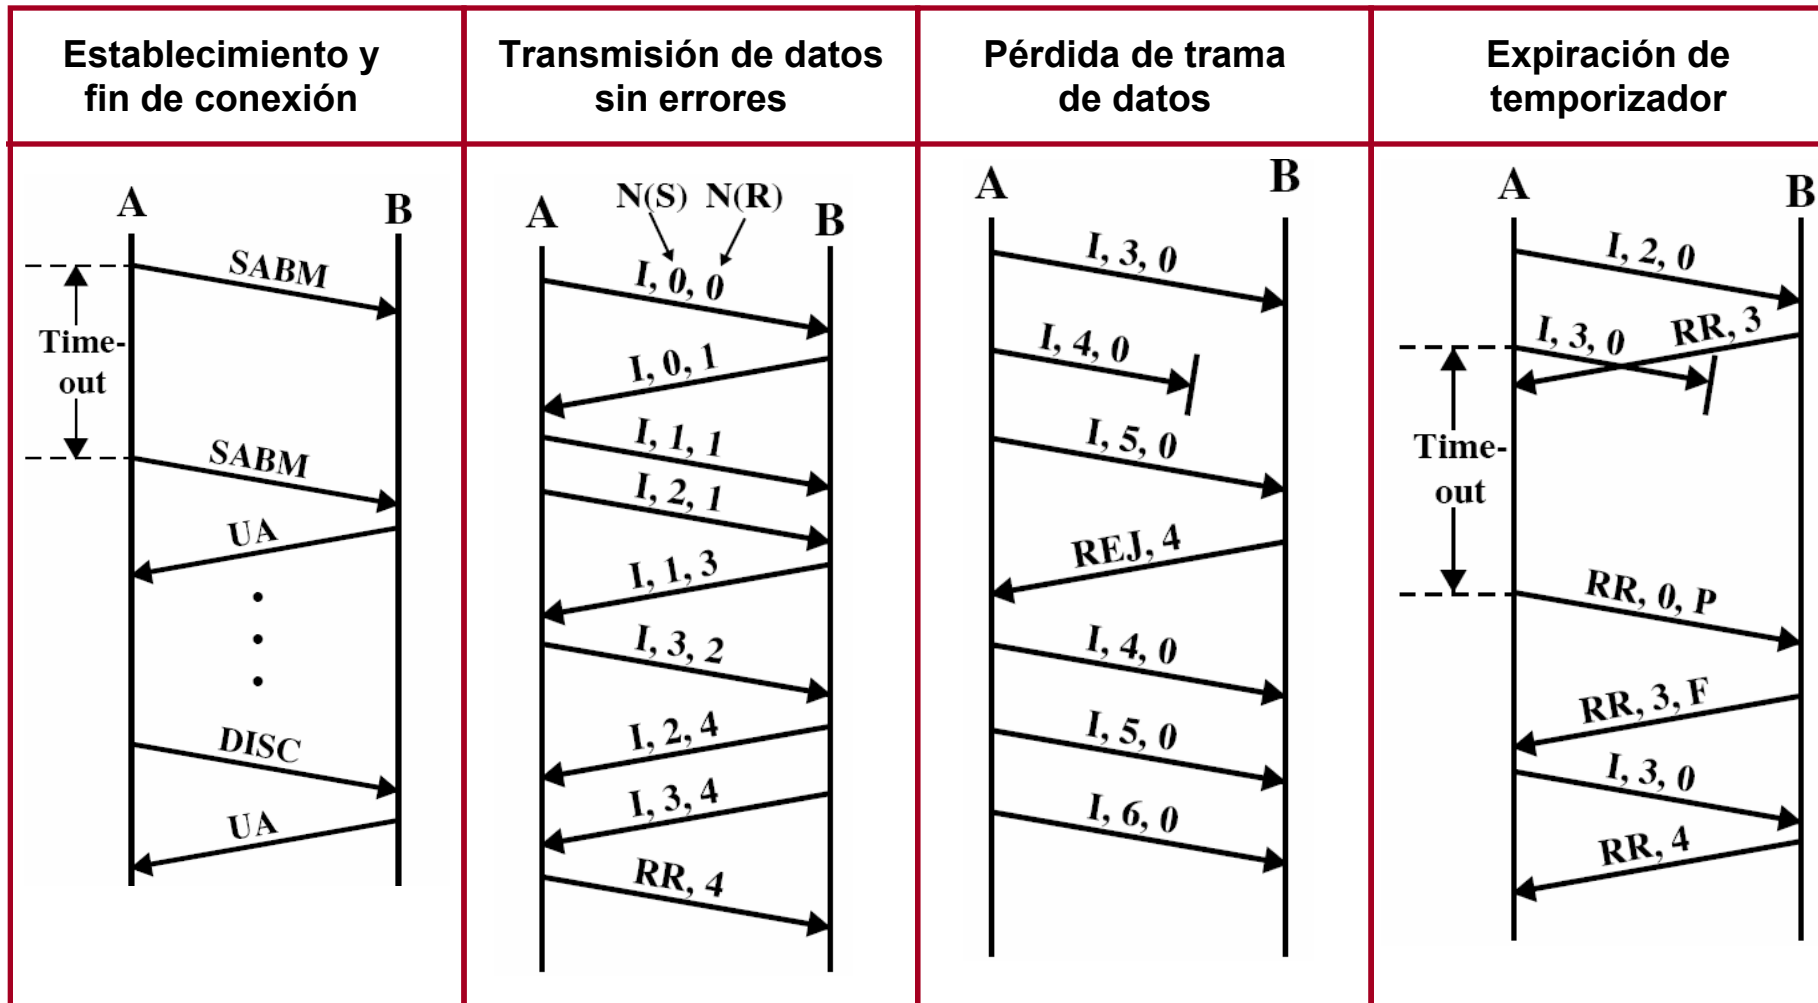 Establecimiento y
fin de conexión
Transmisión de datos
sin errores
Pérdida de trama
de datos
Expiración de
temporizador
A
B
SABM
Time-
out
SABM
UA
DISC
UA
N(S) N(R)
A
B
I, 0, 0
I, 0, 1
I, 1, 1
I, 2, 1
I, 1, 3
I, 3, 2
I, 2, 4
I, 3, 4
RR, 4
A
B
I, 3, 0
I, 4, 0
I, 5, 0
REJ, 4
I, 4, 0
I, 5, 0
I, 6, 0
A
B
I, 2, 0
RR, 3
I, 3, 0
Time-
out
RR, 0, P
RR, 3, F
I, 3, 0
RR, 4